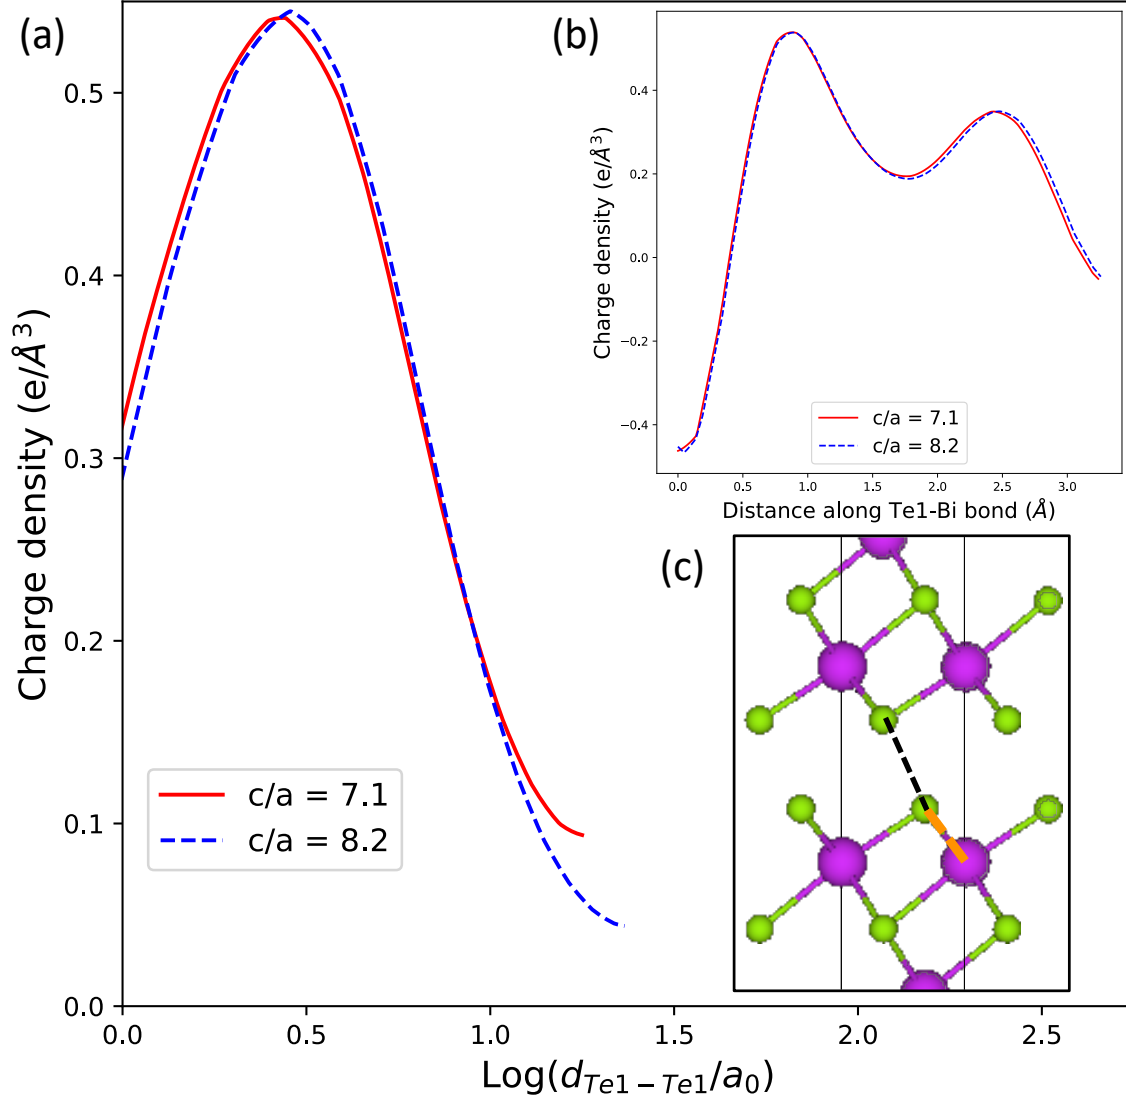 (a)
Charge density (e/Å³)
0.5
0.4
0.3
0.2
0.1
0.0
c/a = 7.1
c/a = 8.2
0.0 0.5 1.0 1.5 2.0 2.5
Log(d_{Te1−Te1}/a_0)
(b)
Charge density (e/Å³)
0.4
0.2
0.0
−0.2
−0.4
c/a = 7.1
c/a = 8.2
0.0 0.5 1.0 1.5 2.0 2.5 3.0
Distance along Te1-Bi bond (Å)
(c)